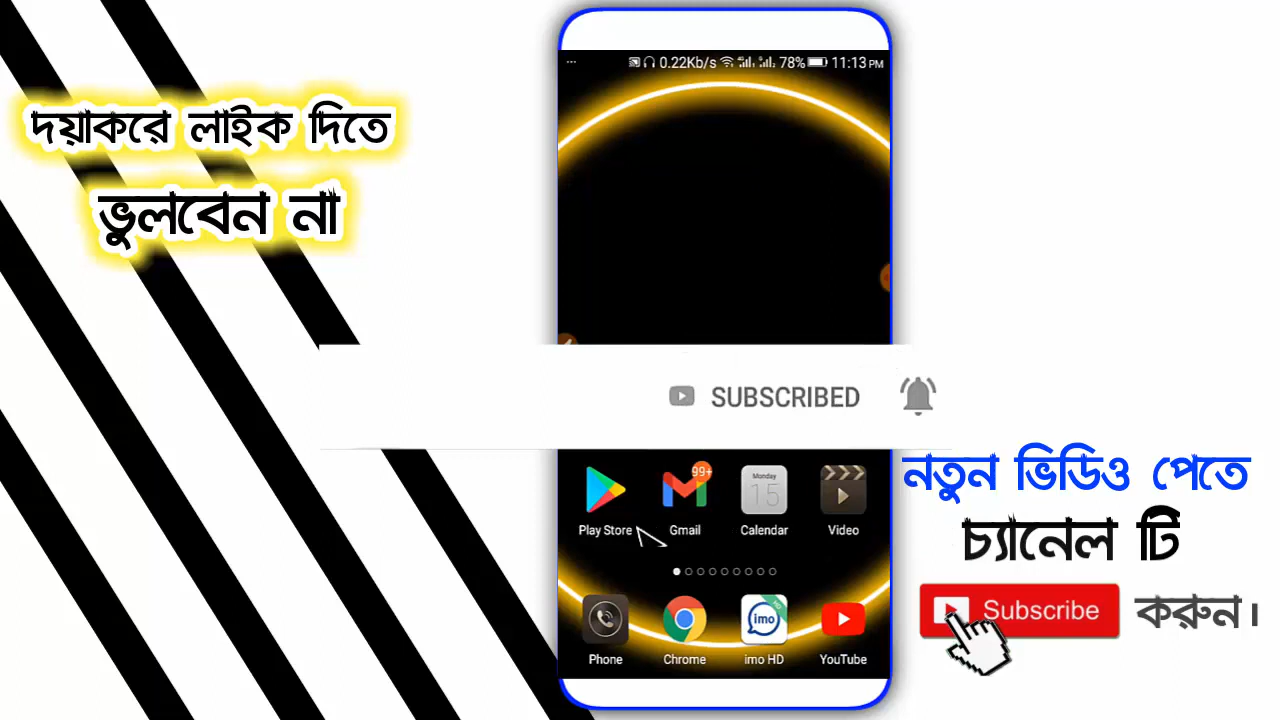 দয়াকরে লাইক দিতে
ভুলবেন না
... 0.22Kb/s 78% 11:13 PM
SUBSCRIBED
99+
Monday
15
Play Store Gmail Calendar Video
HD
imo
Phone Chrome imo HD YouTube
নতুন ভিডিও পেতে
চ্যানেল টি
Subscribe করুন।